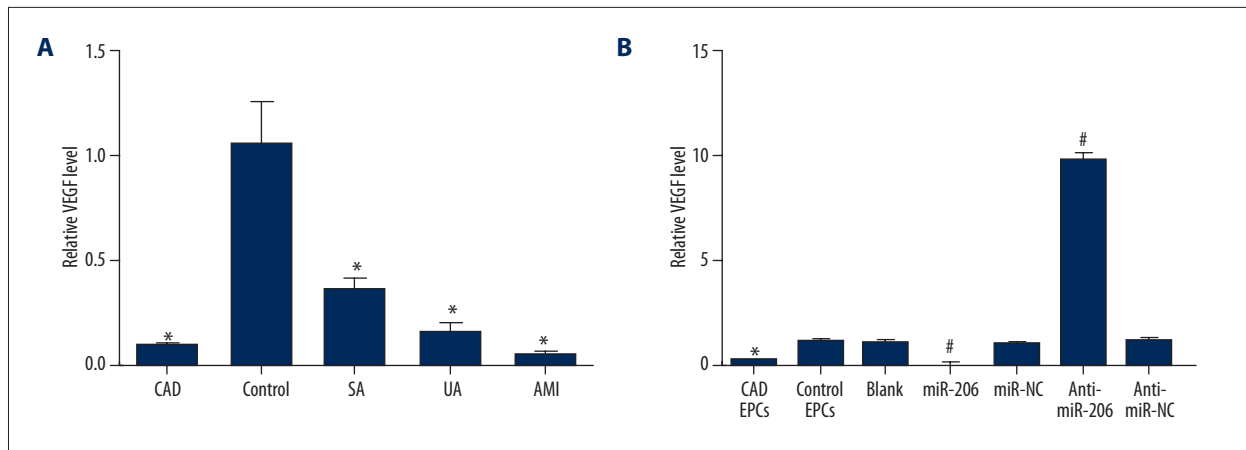 A
Relative VEGF level
1.5
1.0
0.5
0.0
*
*
*
*
CAD
Control
SA
UA
AMI
B
Relative VEGF level
15
10
5
0
*
#
#
CAD
EPCs
Control
EPCs
Blank
miR-206
miR-NC
Anti-
miR-206
Anti-
miR-NC